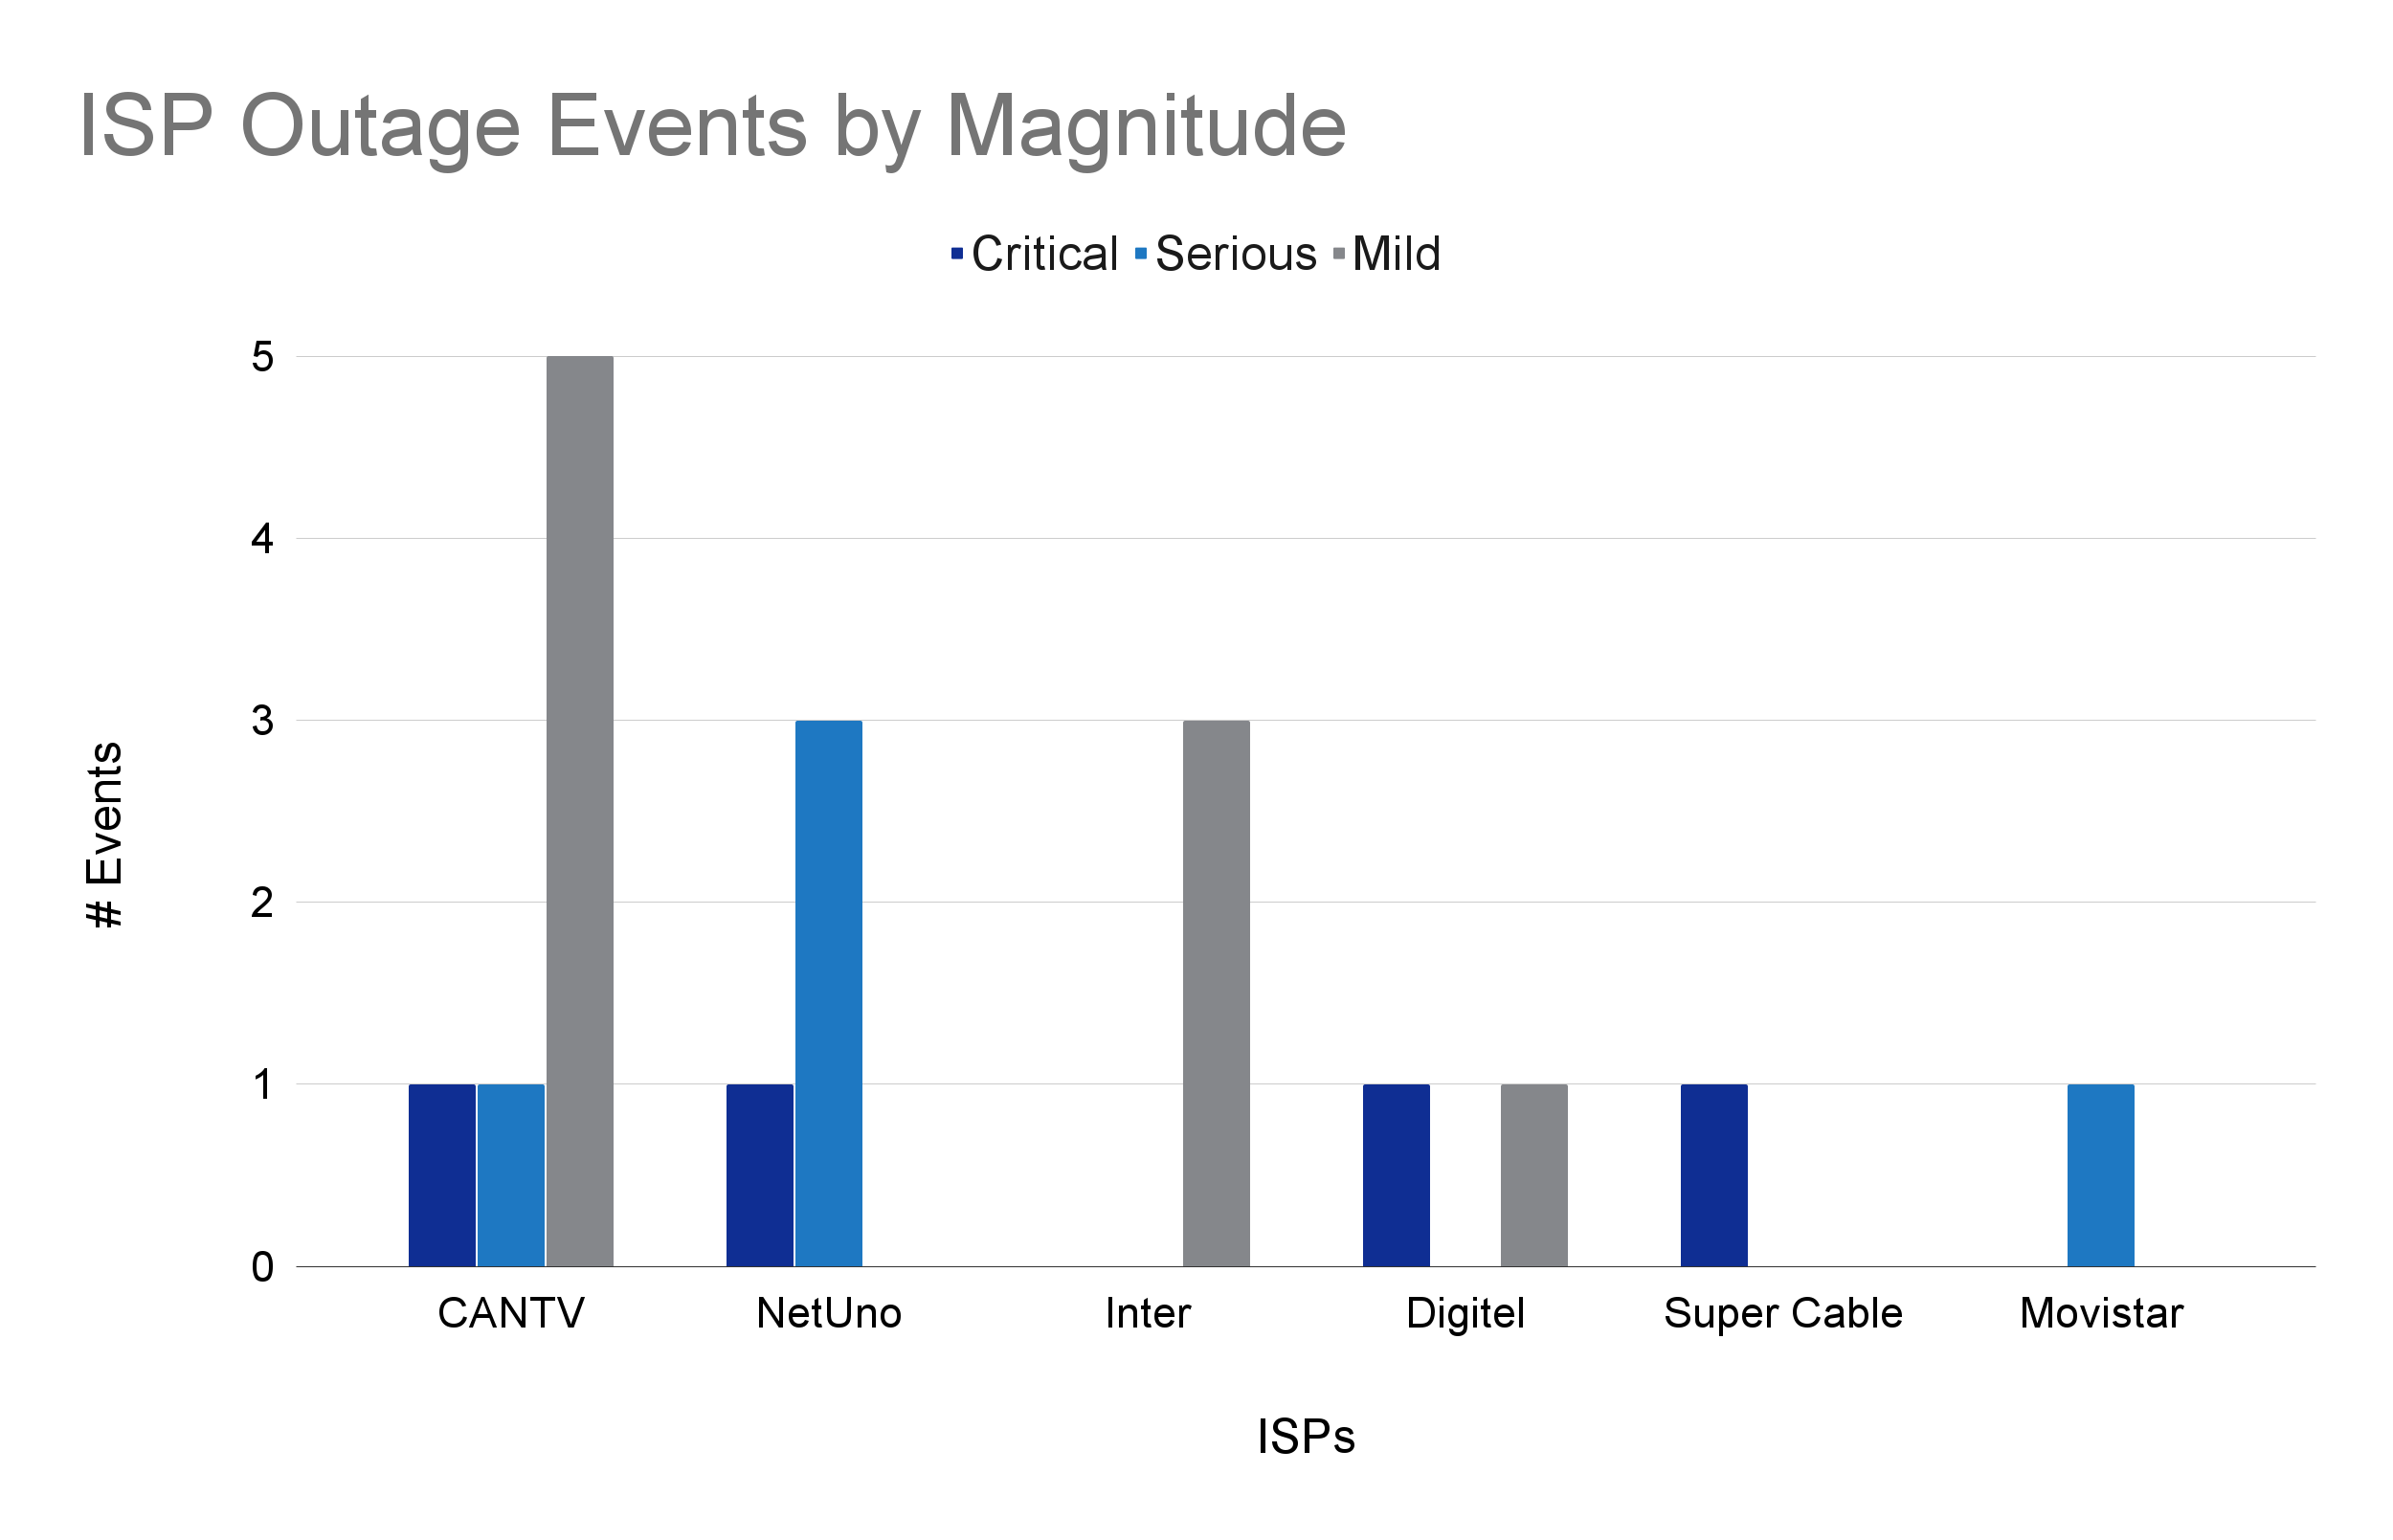 ISP Outage Events by Magnitude
Critical Serious Mild
5
4
3
2
1
0
# Events
CANTV NetUno Inter Digitel Super Cable Movistar
ISPs